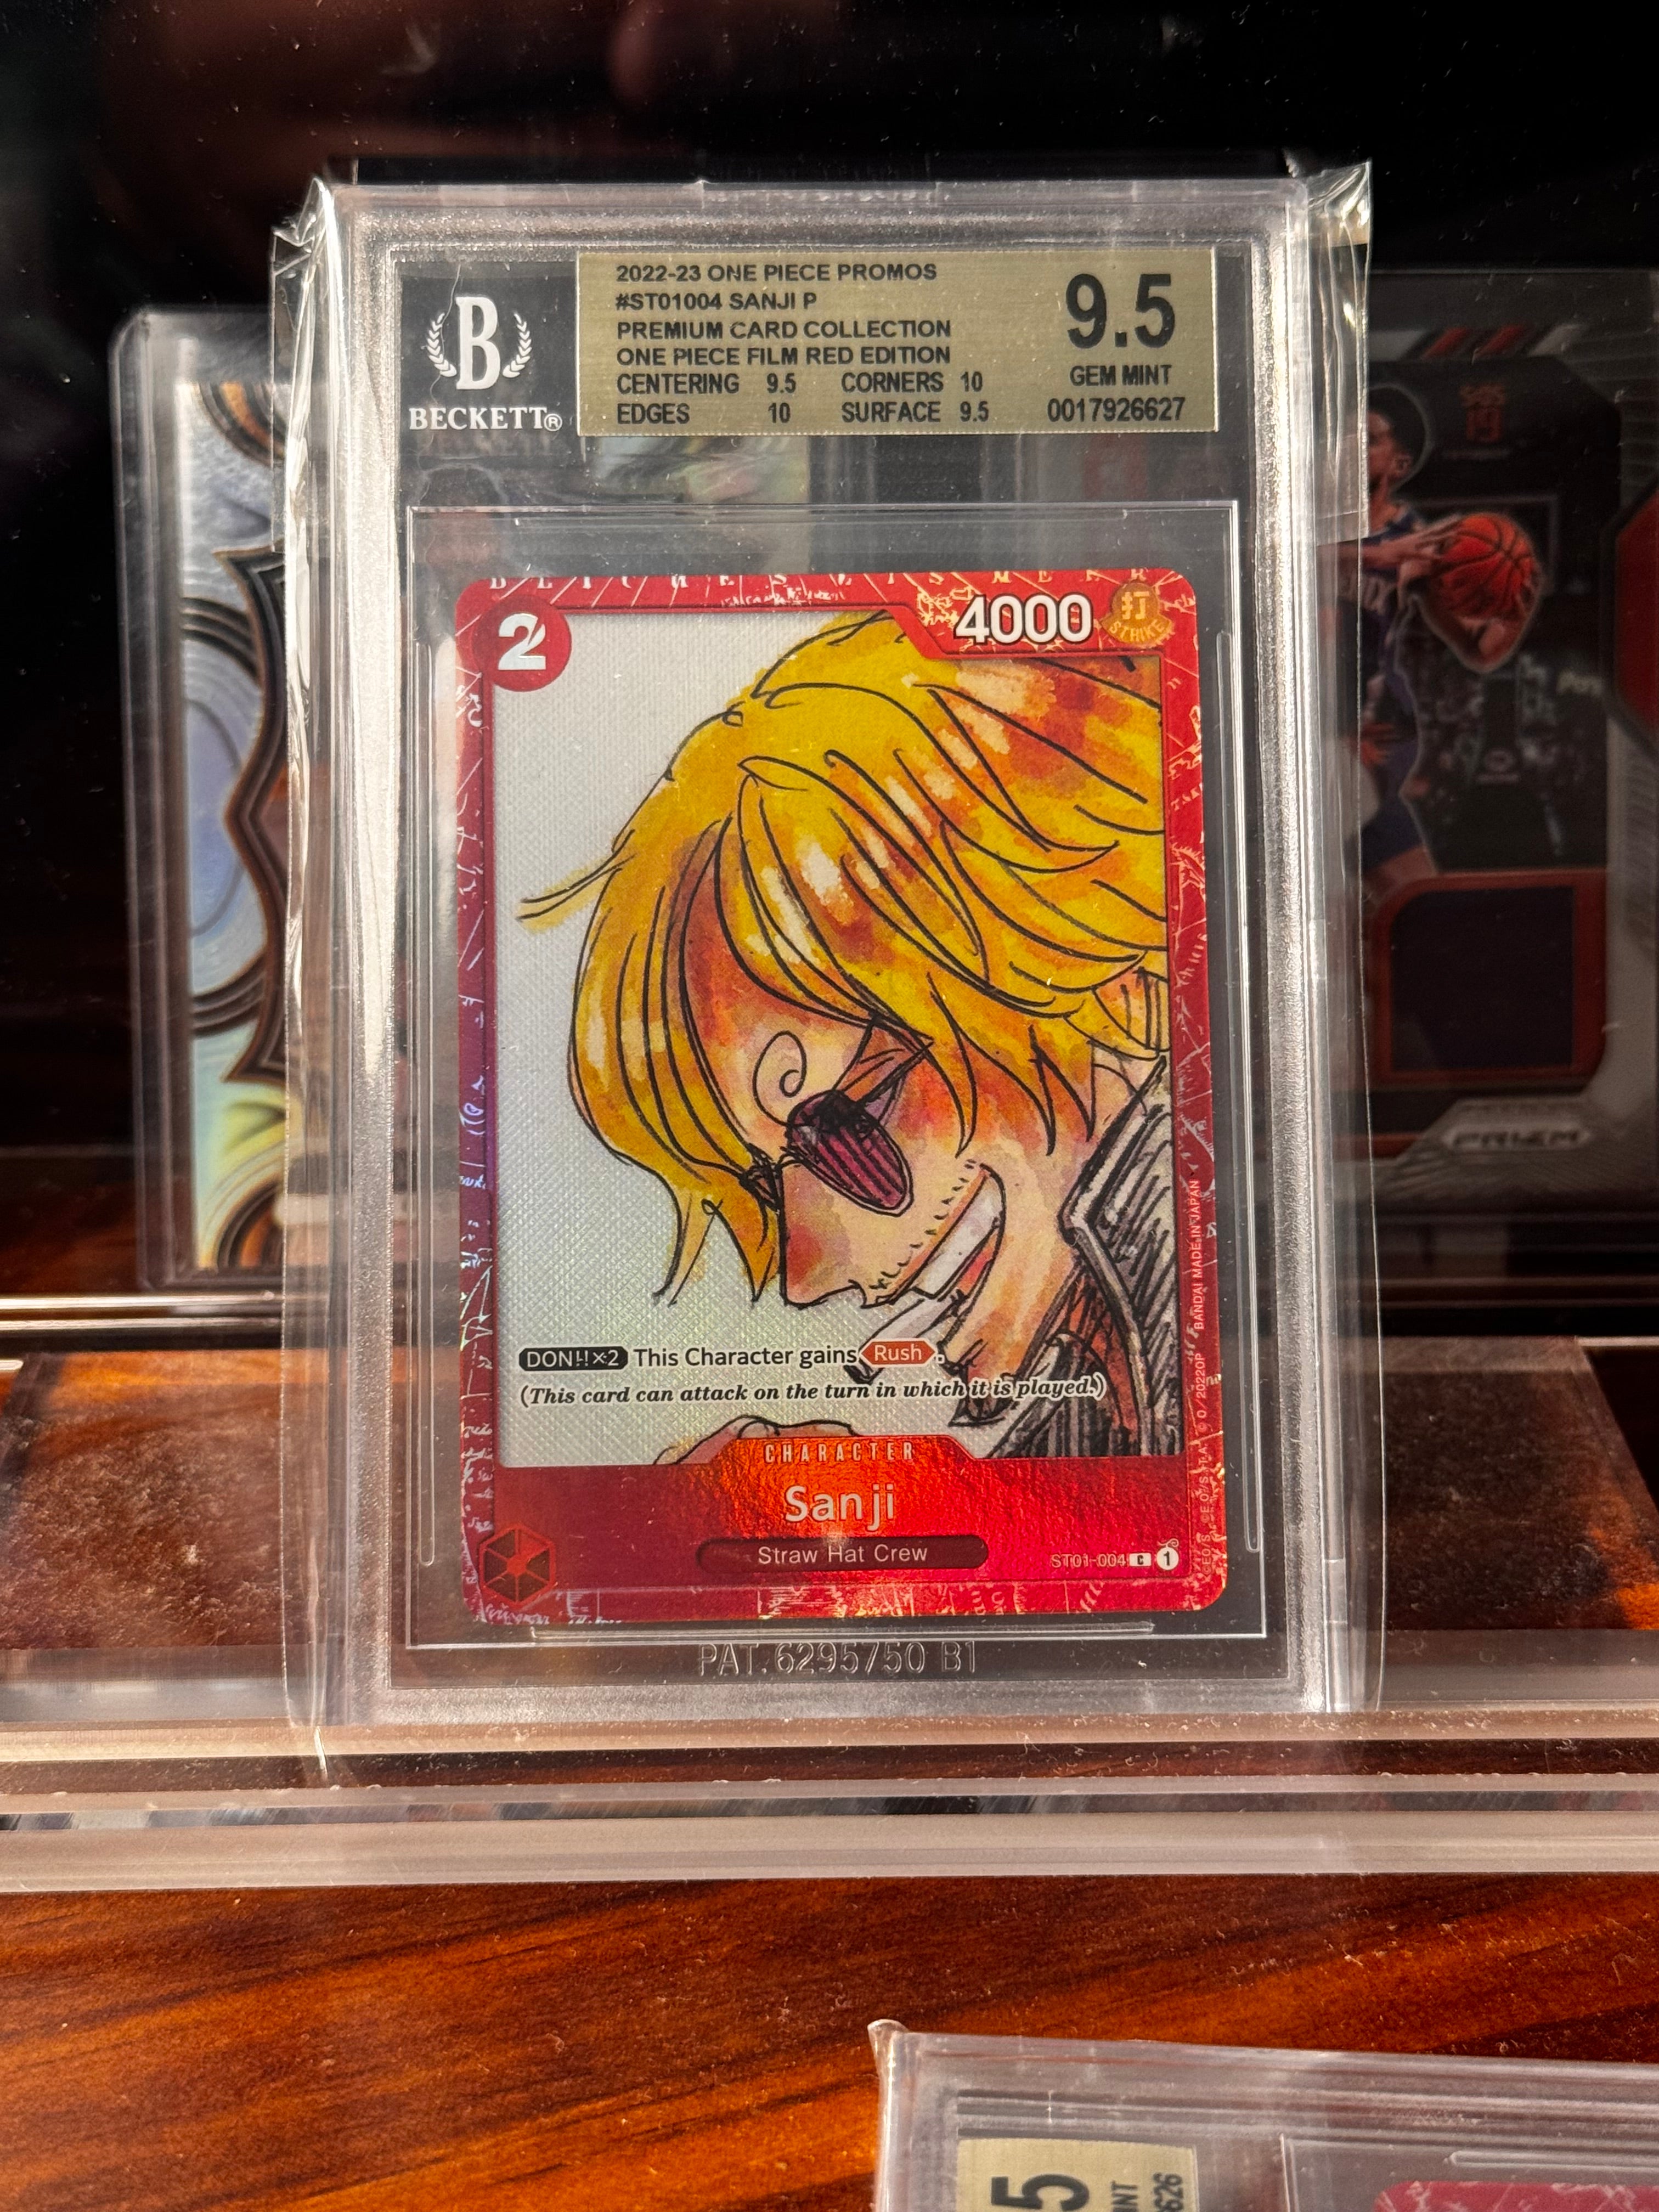 B
BECKETT®
2022-23 ONE PIECE PROMOS
#ST01004 SANJI P
PREMIUM CARD COLLECTION
ONE PIECE FILM RED EDITION
CENTERING 9.5 CORNERS 10
EDGES 10 SURFACE 9.5
9.5
GEM MINT
0017926627
2
4000
打
STRIKE
DON!!×2 This Character gains Rush.
(This card can attack on the turn in which it is played.)
CHARACTER
Sanji
Straw Hat Crew
ST01-004 C 1
BANDAI MADE IN JAPAN
PAT. 6295750 B1
PRIZM
5
626